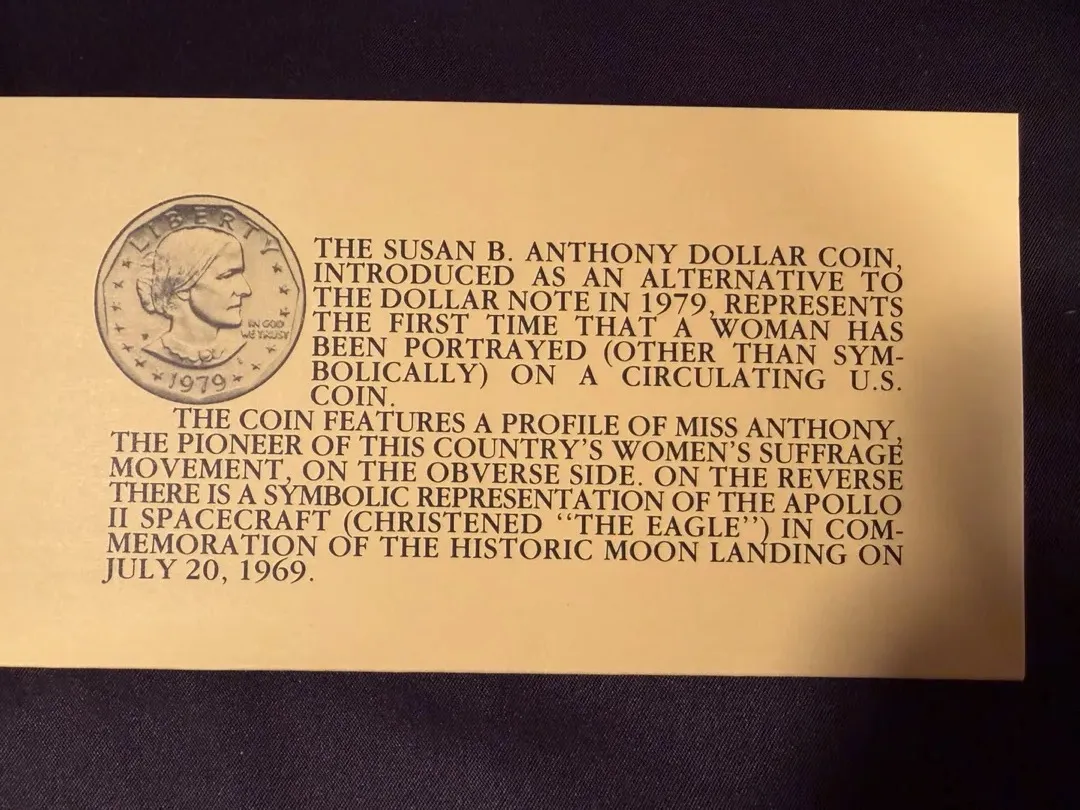 LIBERTY
IN GOD
WE TRUST
1979
THE SUSAN B. ANTHONY DOLLAR COIN,
INTRODUCED AS AN ALTERNATIVE TO
THE DOLLAR NOTE IN 1979, REPRESENTS
THE FIRST TIME THAT A WOMAN HAS
BEEN PORTRAYED (OTHER THAN SYM-
BOLICALLY) ON A CIRCULATING U.S.
COIN.
THE COIN FEATURES A PROFILE OF MISS ANTHONY,
THE PIONEER OF THIS COUNTRY'S WOMEN'S SUFFRAGE
MOVEMENT, ON THE OBVERSE SIDE. ON THE REVERSE
THERE IS A SYMBOLIC REPRESENTATION OF THE APOLLO
II SPACECRAFT (CHRISTENED "THE EAGLE") IN COM-
MEMORATION OF THE HISTORIC MOON LANDING ON
JULY 20, 1969.